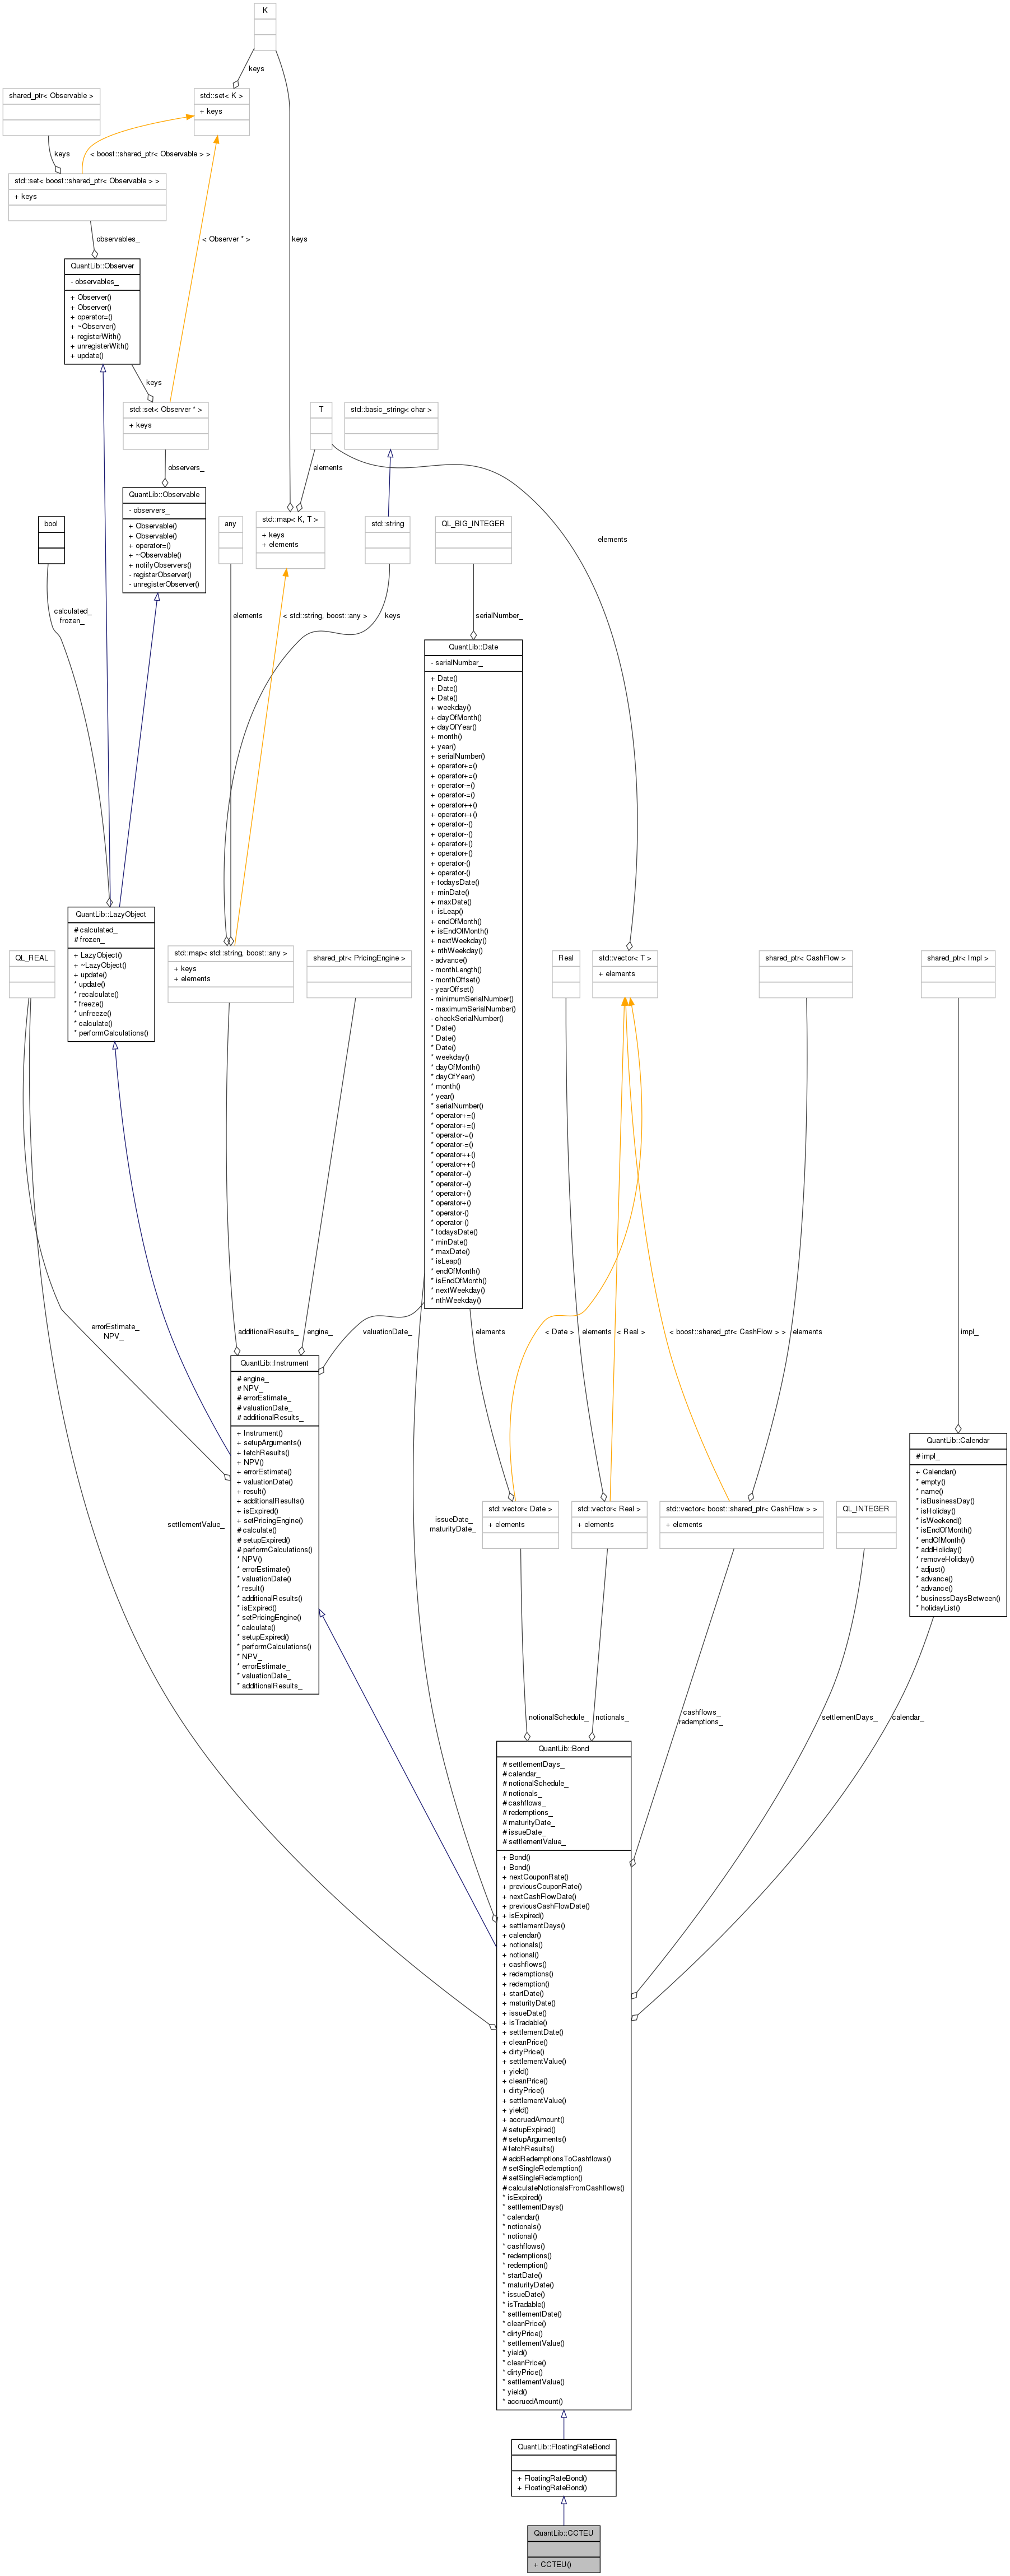 K
keys
shared_ptr< Observable >
std::set< K >
+ keys
keys
< boost::shared_ptr< Observable > >
std::set< boost::shared_ptr< Observable > >
+ keys
observables_
< Observer * >
keys
QuantLib::Observer
- observables_
+ Observer()
+ Observer()
+ operator=()
+ ~Observer()
+ registerWith()
+ unregisterWith()
+ update()
keys
std::set< Observer * >
+ keys
T
std::basic_string< char >
observers_
elements
QuantLib::Observable
- observers_
+ Observable()
+ Observable()
+ operator=()
+ ~Observable()
+ notifyObservers()
- registerObserver()
- unregisterObserver()
bool
any
std::map< K, T >
+ keys
+ elements
std::string
QL_BIG_INTEGER
elements
calculated_
frozen_
elements
< std::string, boost::any >
keys
serialNumber_
QuantLib::Date
- serialNumber_
+ Date()
+ Date()
+ Date()
+ weekday()
+ dayOfMonth()
+ dayOfYear()
+ month()
+ year()
+ serialNumber()
+ operator+=()
+ operator+=()
+ operator-=()
+ operator-=()
+ operator++()
+ operator++()
+ operator--()
+ operator--()
+ operator+()
+ operator+()
+ operator-()
+ operator-()
+ todaysDate()
+ minDate()
+ maxDate()
+ isLeap()
+ endOfMonth()
+ isEndOfMonth()
+ nextWeekday()
+ nthWeekday()
- advance()
- monthLength()
- monthOffset()
- yearOffset()
- minimumSerialNumber()
- maximumSerialNumber()
- checkSerialNumber()
* Date()
* Date()
* Date()
* weekday()
* dayOfMonth()
* dayOfYear()
* month()
* year()
* serialNumber()
* operator+=()
* operator+=()
* operator-=()
* operator-=()
* operator++()
* operator++()
* operator--()
* operator--()
* operator+()
* operator+()
* operator-()
* operator-()
* todaysDate()
* minDate()
* maxDate()
* isLeap()
* endOfMonth()
* isEndOfMonth()
* nextWeekday()
* nthWeekday()
QuantLib::LazyObject
# calculated_
# frozen_
+ LazyObject()
+ ~LazyObject()
+ update()
* update()
* recalculate()
* freeze()
* unfreeze()
* calculate()
* performCalculations()
QL_REAL
std::map< std::string, boost::any >
+ keys
+ elements
shared_ptr< PricingEngine >
Real
std::vector< T >
+ elements
shared_ptr< CashFlow >
shared_ptr< Impl >
errorEstimate_
NPV_
additionalResults_
engine_
valuationDate_
elements
< Date >
elements
< Real >
< boost::shared_ptr< CashFlow > >
elements
impl_
QuantLib::Instrument
# engine_
# NPV_
# errorEstimate_
# valuationDate_
# additionalResults_
+ Instrument()
+ setupArguments()
+ fetchResults()
+ NPV()
+ errorEstimate()
+ valuationDate()
+ result()
+ additionalResults()
+ isExpired()
+ setPricingEngine()
# calculate()
# setupExpired()
# performCalculations()
* NPV()
* errorEstimate()
* valuationDate()
* result()
* additionalResults()
* isExpired()
* setPricingEngine()
* calculate()
* setupExpired()
* performCalculations()
* NPV_
* errorEstimate_
* valuationDate_
* additionalResults_
QuantLib::Calendar
# impl_
+ Calendar()
* empty()
* name()
* isBusinessDay()
* isHoliday()
* isWeekend()
* isEndOfMonth()
* endOfMonth()
* addHoliday()
* removeHoliday()
* adjust()
* advance()
* advance()
* businessDaysBetween()
* holidayList()
settlementValue_
issueDate_
maturityDate_
std::vector< Date >
+ elements
std::vector< Real >
+ elements
std::vector< boost::shared_ptr< CashFlow > >
+ elements
QL_INTEGER
notionalSchedule_
notionals_
cashflows_
redemptions_
settlementDays_
calendar_
QuantLib::Bond
# settlementDays_
# calendar_
# notionalSchedule_
# notionals_
# cashflows_
# redemptions_
# maturityDate_
# issueDate_
# settlementValue_
+ Bond()
+ Bond()
+ nextCouponRate()
+ previousCouponRate()
+ nextCashFlowDate()
+ previousCashFlowDate()
+ isExpired()
+ settlementDays()
+ calendar()
+ notionals()
+ notional()
+ cashflows()
+ redemptions()
+ redemption()
+ startDate()
+ maturityDate()
+ issueDate()
+ isTradable()
+ settlementDate()
+ cleanPrice()
+ dirtyPrice()
+ settlementValue()
+ yield()
+ cleanPrice()
+ dirtyPrice()
+ settlementValue()
+ yield()
+ accruedAmount()
# setupExpired()
# setupArguments()
# fetchResults()
# addRedemptionsToCashflows()
# setSingleRedemption()
# setSingleRedemption()
# calculateNotionalsFromCashflows()
* isExpired()
* settlementDays()
* calendar()
* notionals()
* notional()
* cashflows()
* redemptions()
* redemption()
* startDate()
* maturityDate()
* issueDate()
* isTradable()
* settlementDate()
* cleanPrice()
* dirtyPrice()
* settlementValue()
* yield()
* cleanPrice()
* dirtyPrice()
* settlementValue()
* yield()
* accruedAmount()
QuantLib::FloatingRateBond
+ FloatingRateBond()
+ FloatingRateBond()
QuantLib::CCTEU
+ CCTEU()